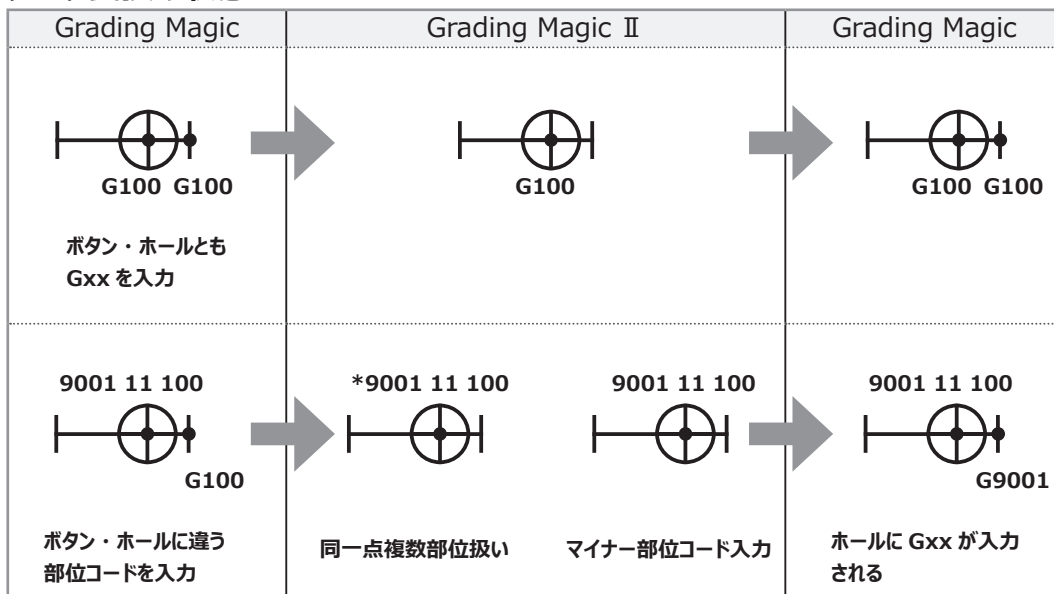 Grading Magic
Grading Magic Ⅱ
Grading Magic
G100 G100
G100
G100 G100
ボタン・ホールとも
Gxx を入力
9001 11 100
*9001 11 100
9001 11 100
9001 11 100
G100
G9001
ボタン・ホールに違う
部位コードを入力
同一点複数部位扱い
マイナー部位コード入力
ホールに Gxx が入力
される